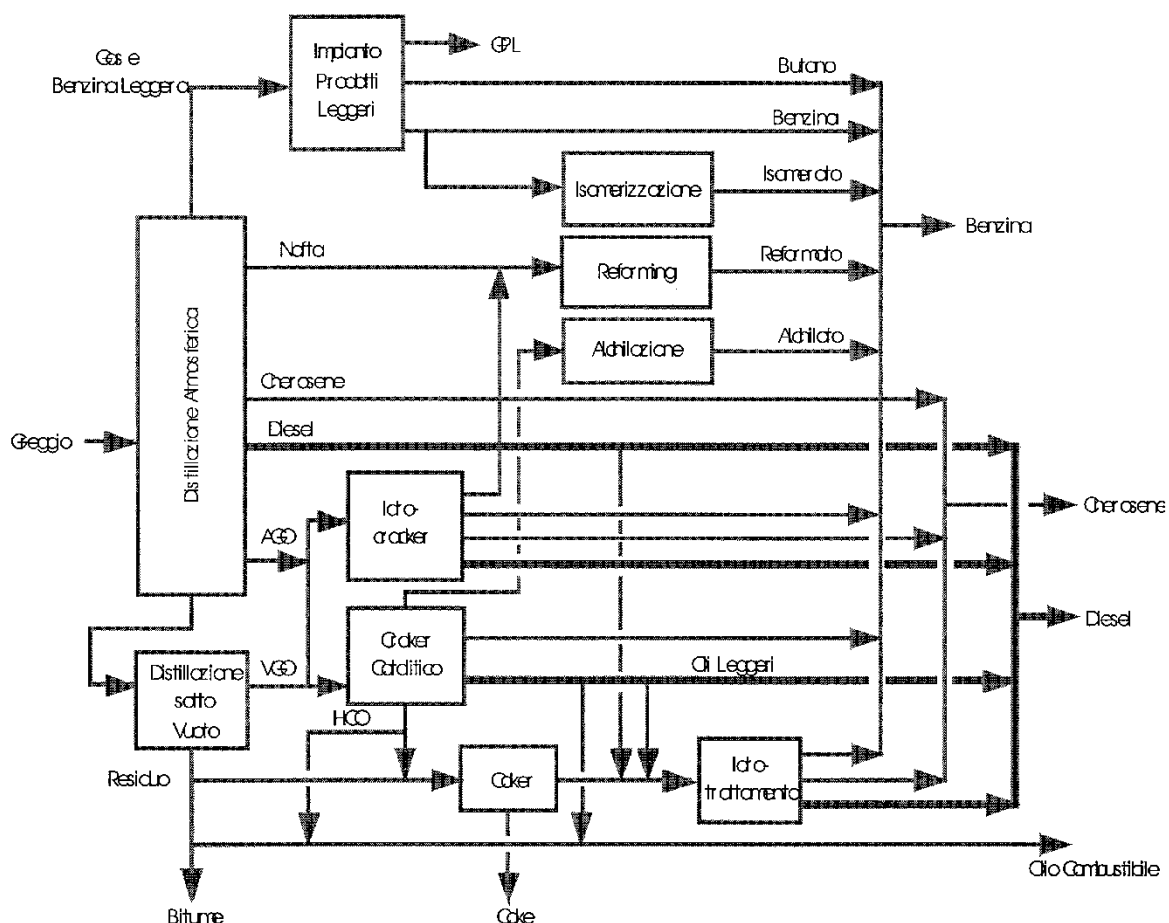 Gas e
Benzina Leggera
Impianto
Prodotti
Leggeri
GPL
Butano
Benzina
Isomerizzazione
Isomerato
Benzina
Nafta
Reforming
Reformato
Alchilazione
Alchilato
Distillazione Atmosferica
Cherosene
Greggio
Diesel
Idro-
cracker
Cherosene
AGO
Diesel
Craker
Catalitico
Oli Leggeri
VGO
Distillazione
sotto
Vuoto
HCO
Residuo
Coker
Idro-
trattamento
Olio Combustibile
Bitume
Coke